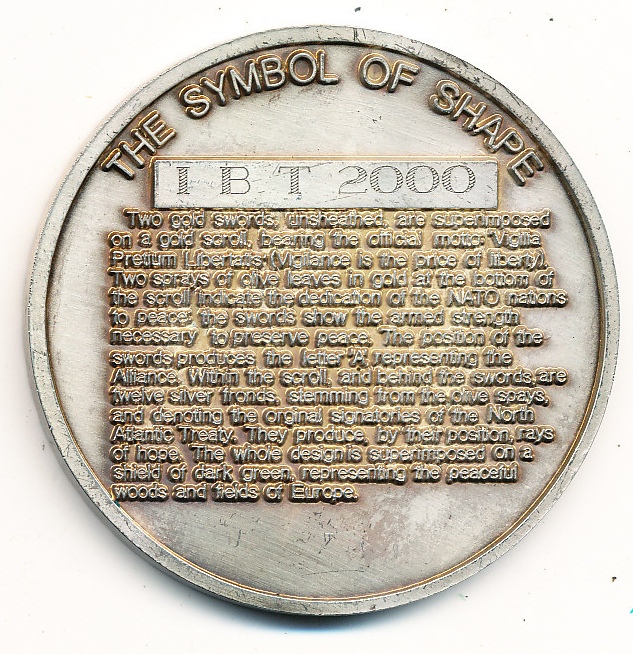 THE SYMBOL OF SHAPE
I B T 2000
Two gold swords, unsheathed, are superimposed
on a gold scroll, bearing the official motto: Vigilia
Pretium Libertatis (Vigilance is the price of liberty).
Two sprays of olive leaves in gold at the bottom of
the scroll indicate the dedication of the NATO nations
to peace: the swords show the armed strength
necessary to preserve peace. The position of the
swords produces the letter 'A', representing the
Alliance. Within the scroll, and behind the swords, are
twelve silver fronds, stemming from the olive spays,
and denoting the orginal signatories of the North
Atlantic Treaty. They produce, by their position, rays
of hope. The whole design is superimposed on a
shield of dark green, representing the peaceful
woods and fields of Europe.